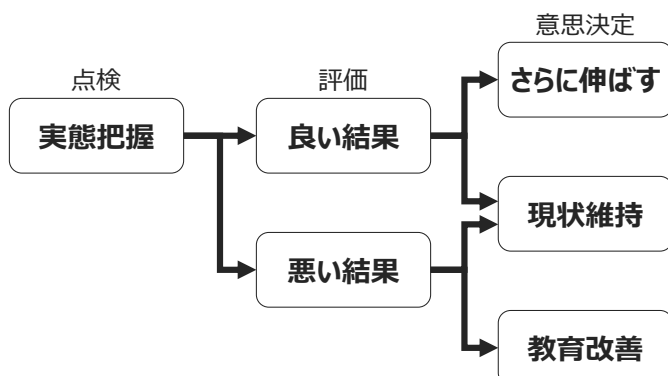 点検
実態把握
評価
良い結果
悪い結果
意思決定
さらに伸ばす
現状維持
教育改善